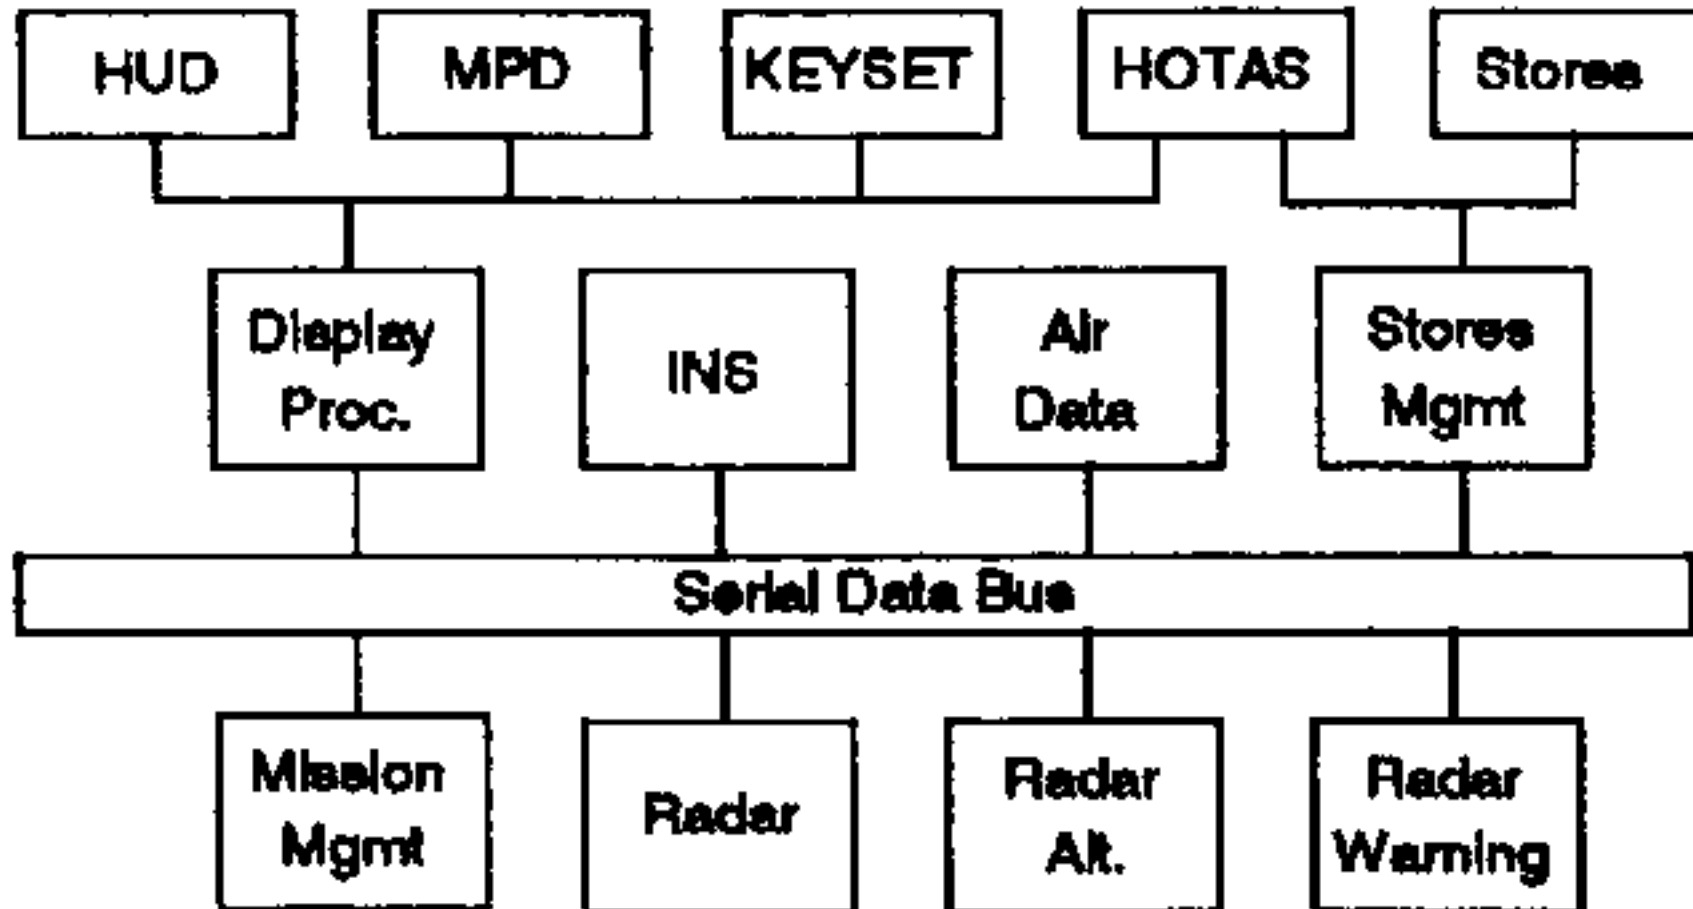 HUD
MPD
KEYSET
HOTAS
Stores
Display
Proc.
INS
Air
Data
Stores
Mgmt
Serial Data Bus
Mission
Mgmt
Radar
Radar
Alt.
Radar
Warning